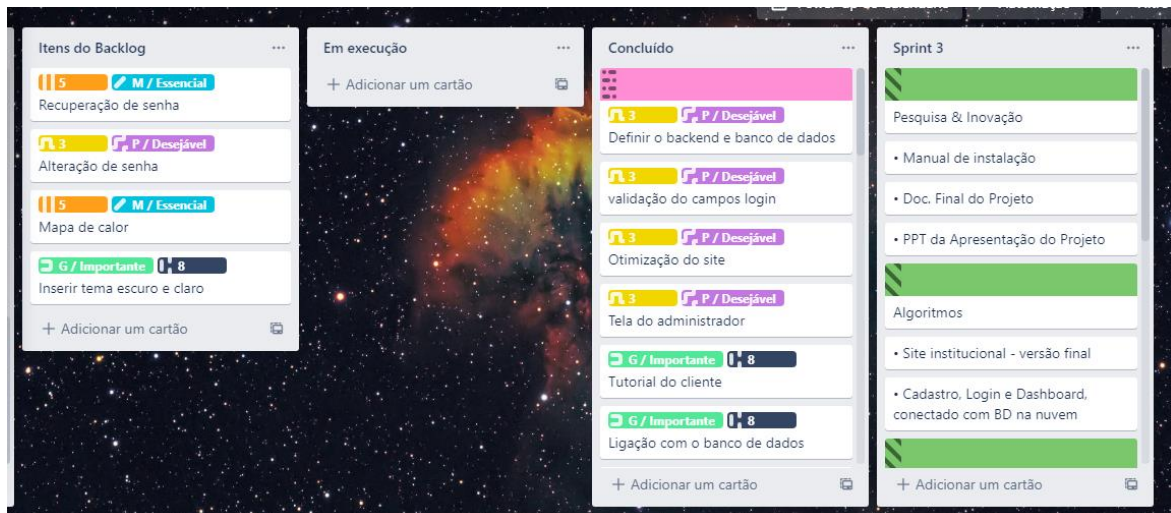 Itens do Backlog
5 M / Essencial
Recuperação de senha
3 P / Desejável
Alteração de senha
5 M / Essencial
Mapa de calor
G / Importante 8
Inserir tema escuro e claro
+ Adicionar um cartão
Em execução
+ Adicionar um cartão
Concluído
3 P / Desejável
Definir o backend e banco de dados
3 P / Desejável
validação do campos login
3 P / Desejável
Otimização do site
3 P / Desejável
Tela do administrador
G / Importante 8
Tutorial do cliente
G / Importante 8
Ligação com o banco de dados
+ Adicionar um cartão
Sprint 3
Pesquisa & Inovação
• Manual de instalação
• Doc. Final do Projeto
• PPT da Apresentação do Projeto
Algoritmos
• Site institucional - versão final
• Cadastro, Login e Dashboard,
conectado com BD na nuvem
+ Adicionar um cartão